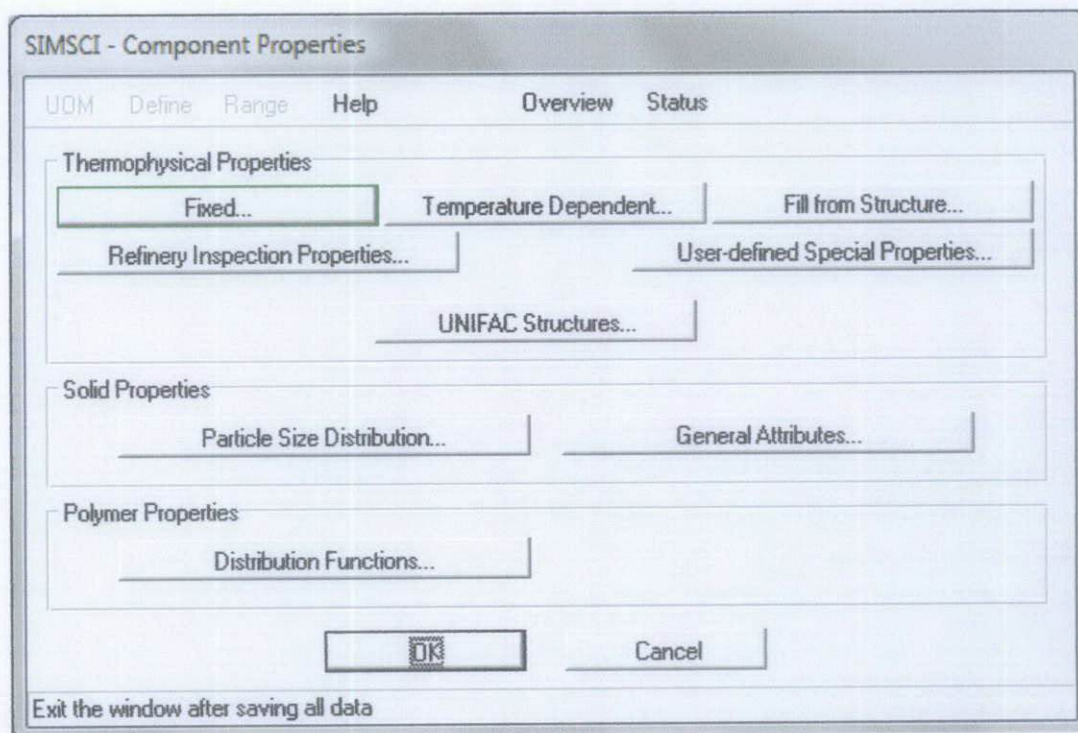 SIMSCI - Component Properties
UOM Define Range Help Overview Status
Thermophysical Properties
Fixed... Temperature Dependent... Fill from Structure...
Refinery Inspection Properties... User-defined Special Properties...
UNIFAC Structures...
Solid Properties
Particle Size Distribution... General Attributes...
Polymer Properties
Distribution Functions...
OK Cancel
Exit the window after saving all data